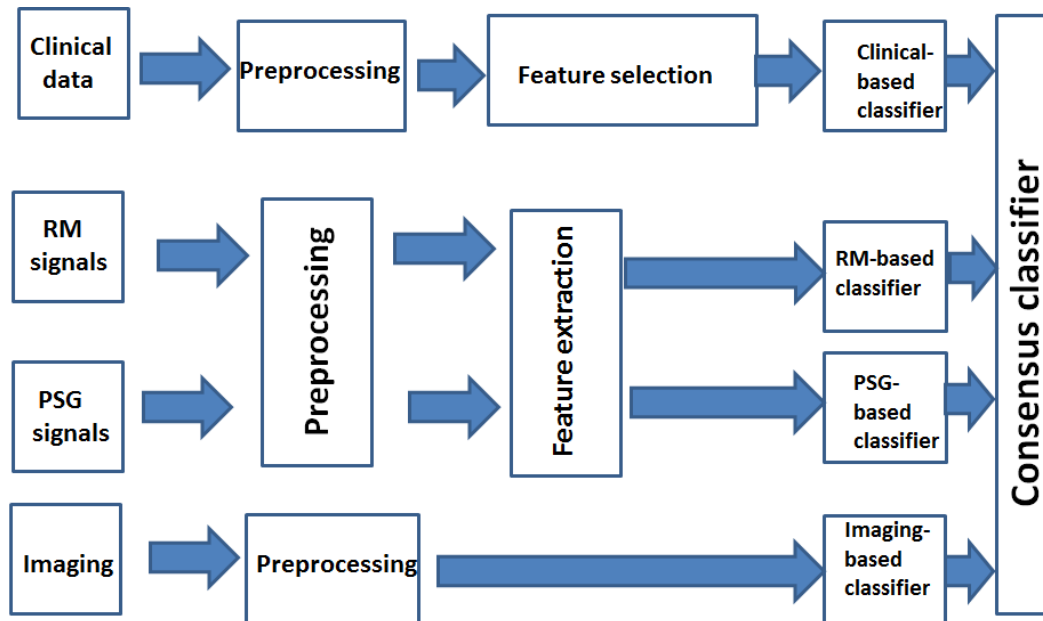 Clinical
data
Preprocessing
Feature selection
Clinical-
based
classifier
RM
signals
PSG
signals
Preprocessing
Feature extraction
RM-based
classifier
PSG-
based
classifier
Imaging
Preprocessing
Imaging-
based
classifier
Consensus classifier